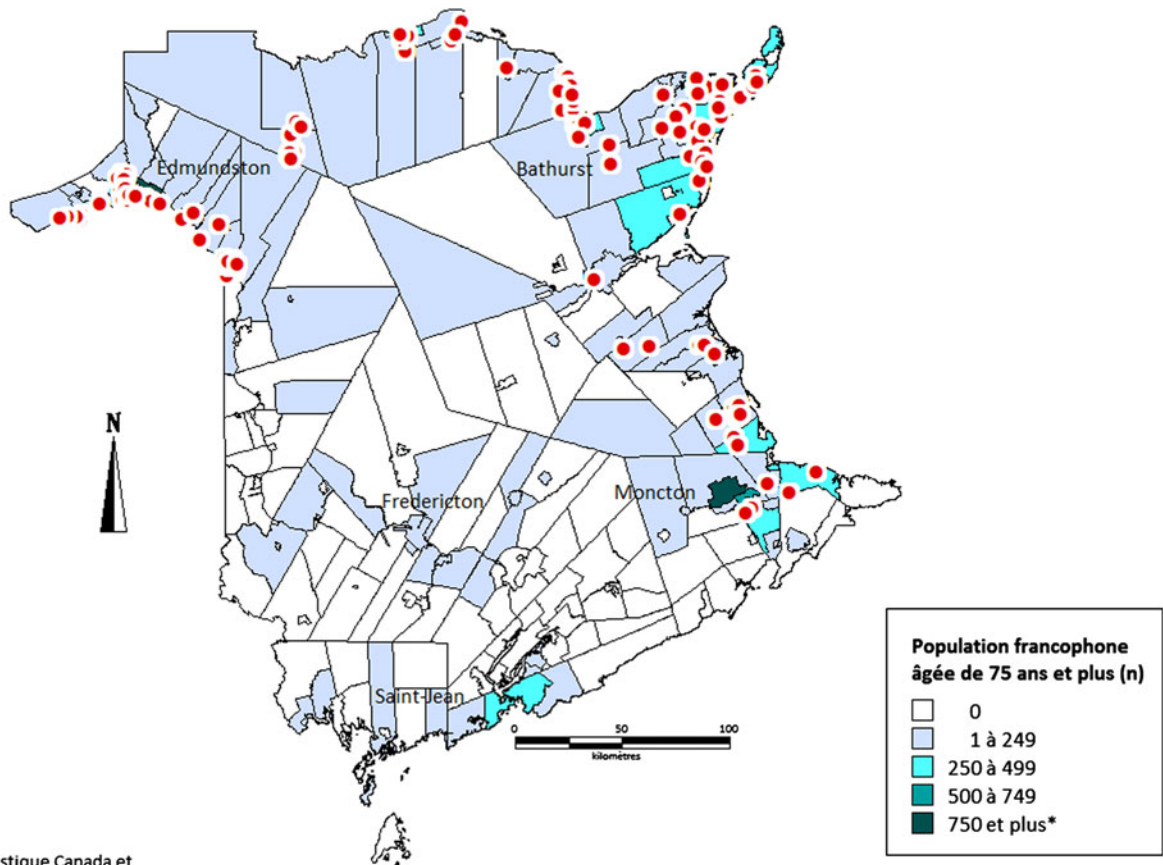 Edmundston
Bathurst
N
Fredericton
Moncton
Saint-Jean
0 50 100
kilomètres
Population francophone
âgée de 75 ans et plus (n)
0
1 à 249
250 à 499
500 à 749
750 et plus*
stique Canada et